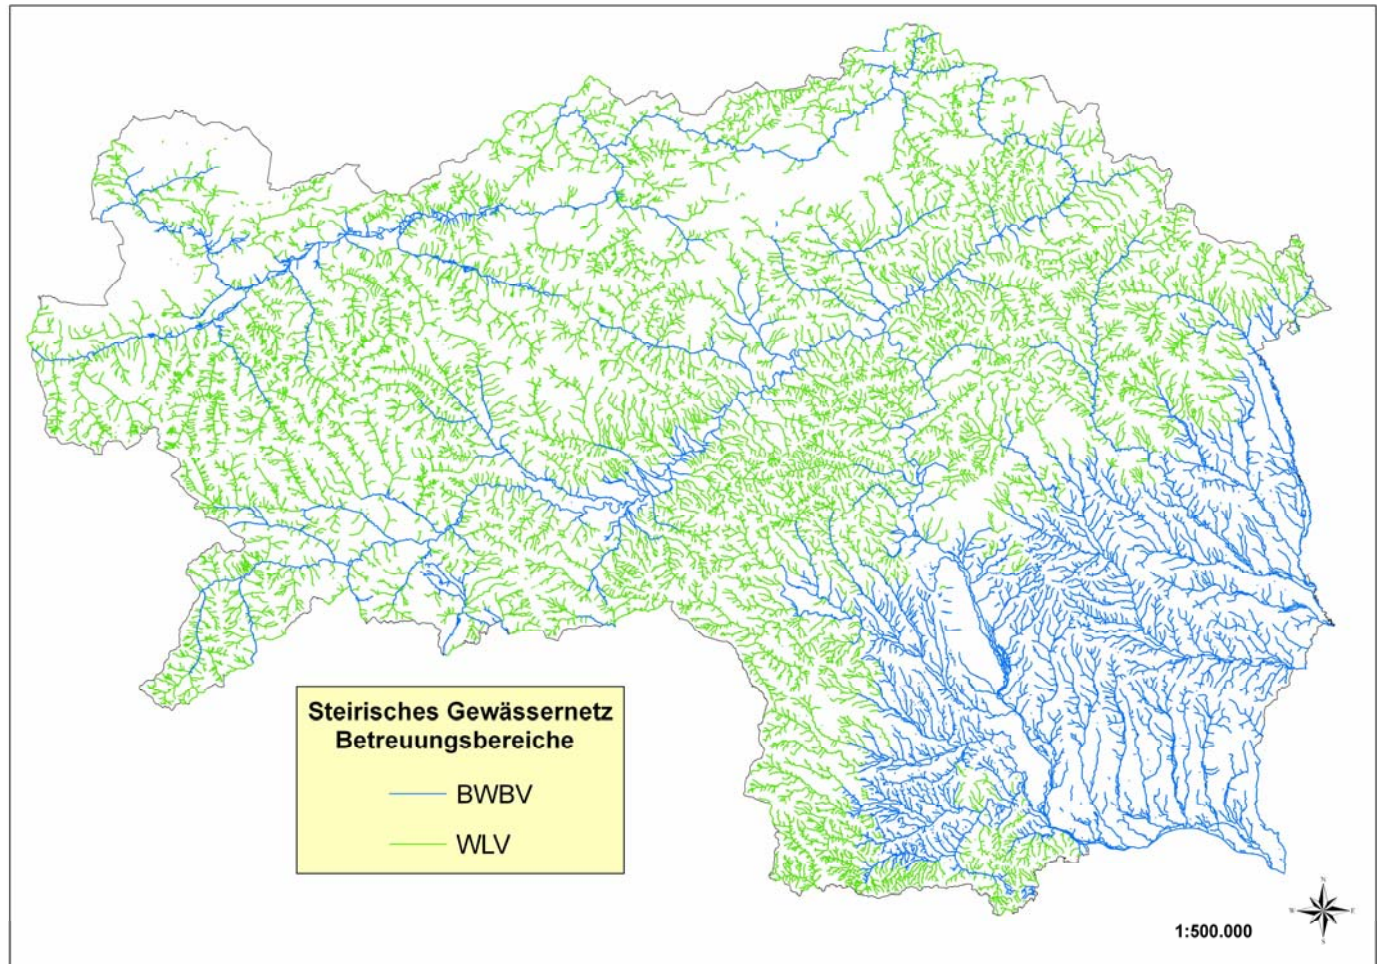 Steirisches Gewässernetz
Betreuungsbereiche
BWBV
WLV
N
W E
S
1:500.000